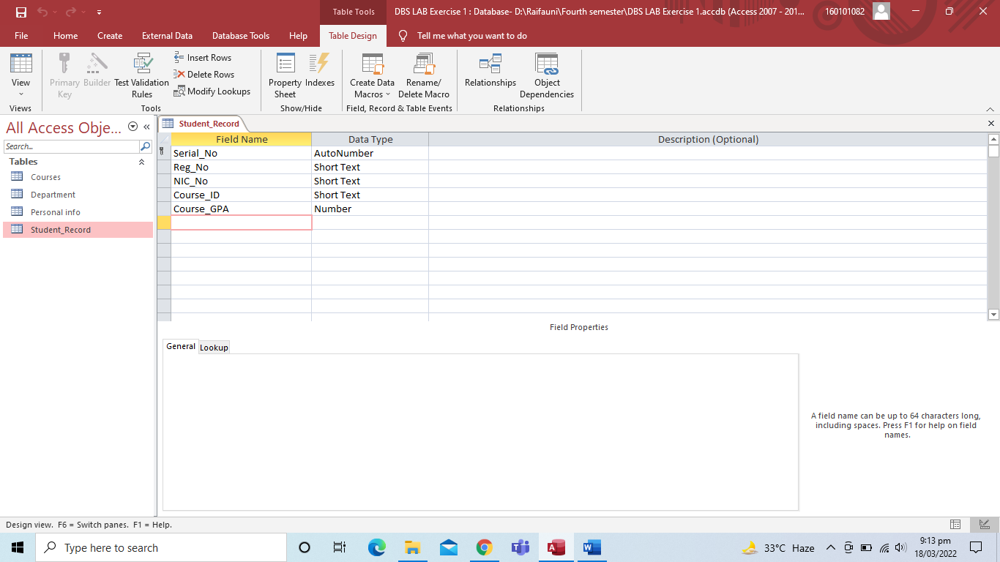 Table Tools
DBS LAB Exercise 1 : Database- D:\Raifauni\Fourth semester\DBS LAB Exercise 1.accdb (Access 2007 - 201...
160101082
File Home Create External Data Database Tools Help Table Design Tell me what you want to do
View
Primary Key
Builder
Test Validation Rules
Insert Rows
Delete Rows
Modify Lookups
Property Sheet
Indexes
Create Data Macros
Rename/ Delete Macro
Relationships
Object Dependencies
Views Tools Show/Hide Field, Record & Table Events Relationships
All Access Obje...
Search...
Tables
Courses
Department
Personal info
Student_Record
Student_Record
Field Name Data Type Description (Optional)
Serial_No AutoNumber
Reg_No Short Text
NIC_No Short Text
Course_ID Short Text
Course_GPA Number
Field Properties
General Lookup
A field name can be up to 64 characters long,
including spaces. Press F1 for help on field
names.
Design view. F6 = Switch panes. F1 = Help.
Type here to search
33°C Haze
9:13 pm
18/03/2022